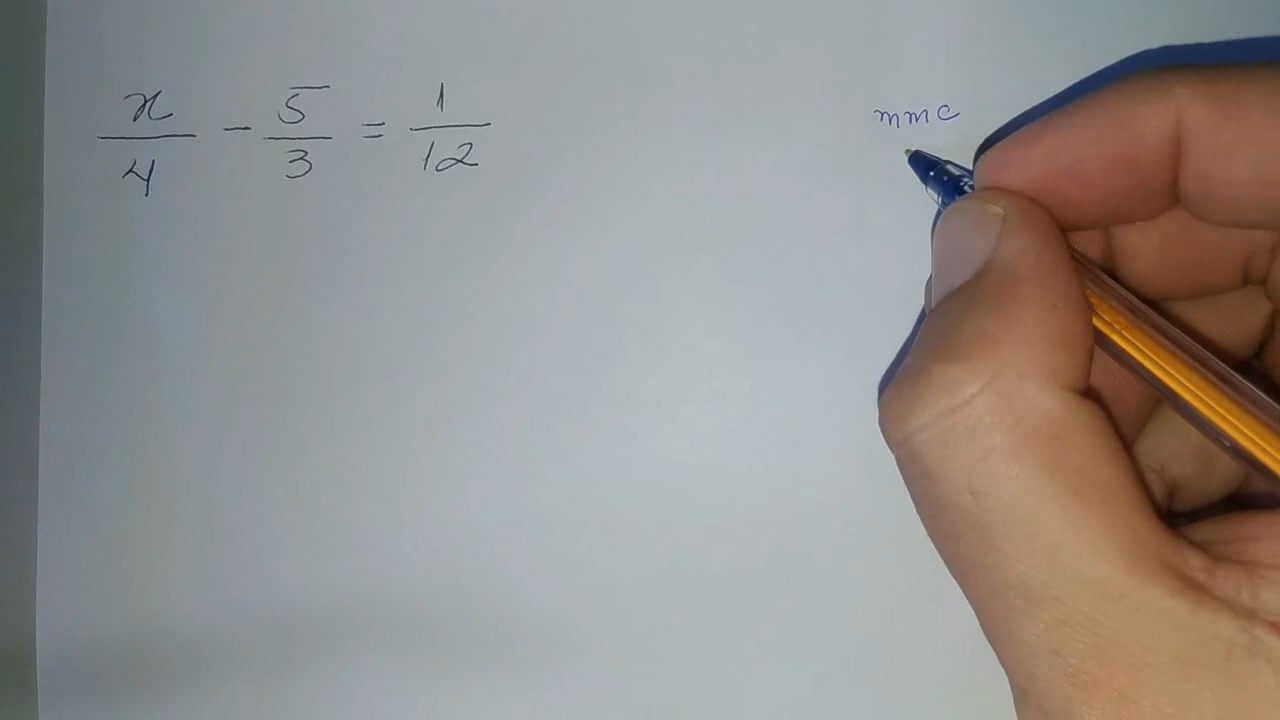 x/4 - 5/3 = 1/12
mmc